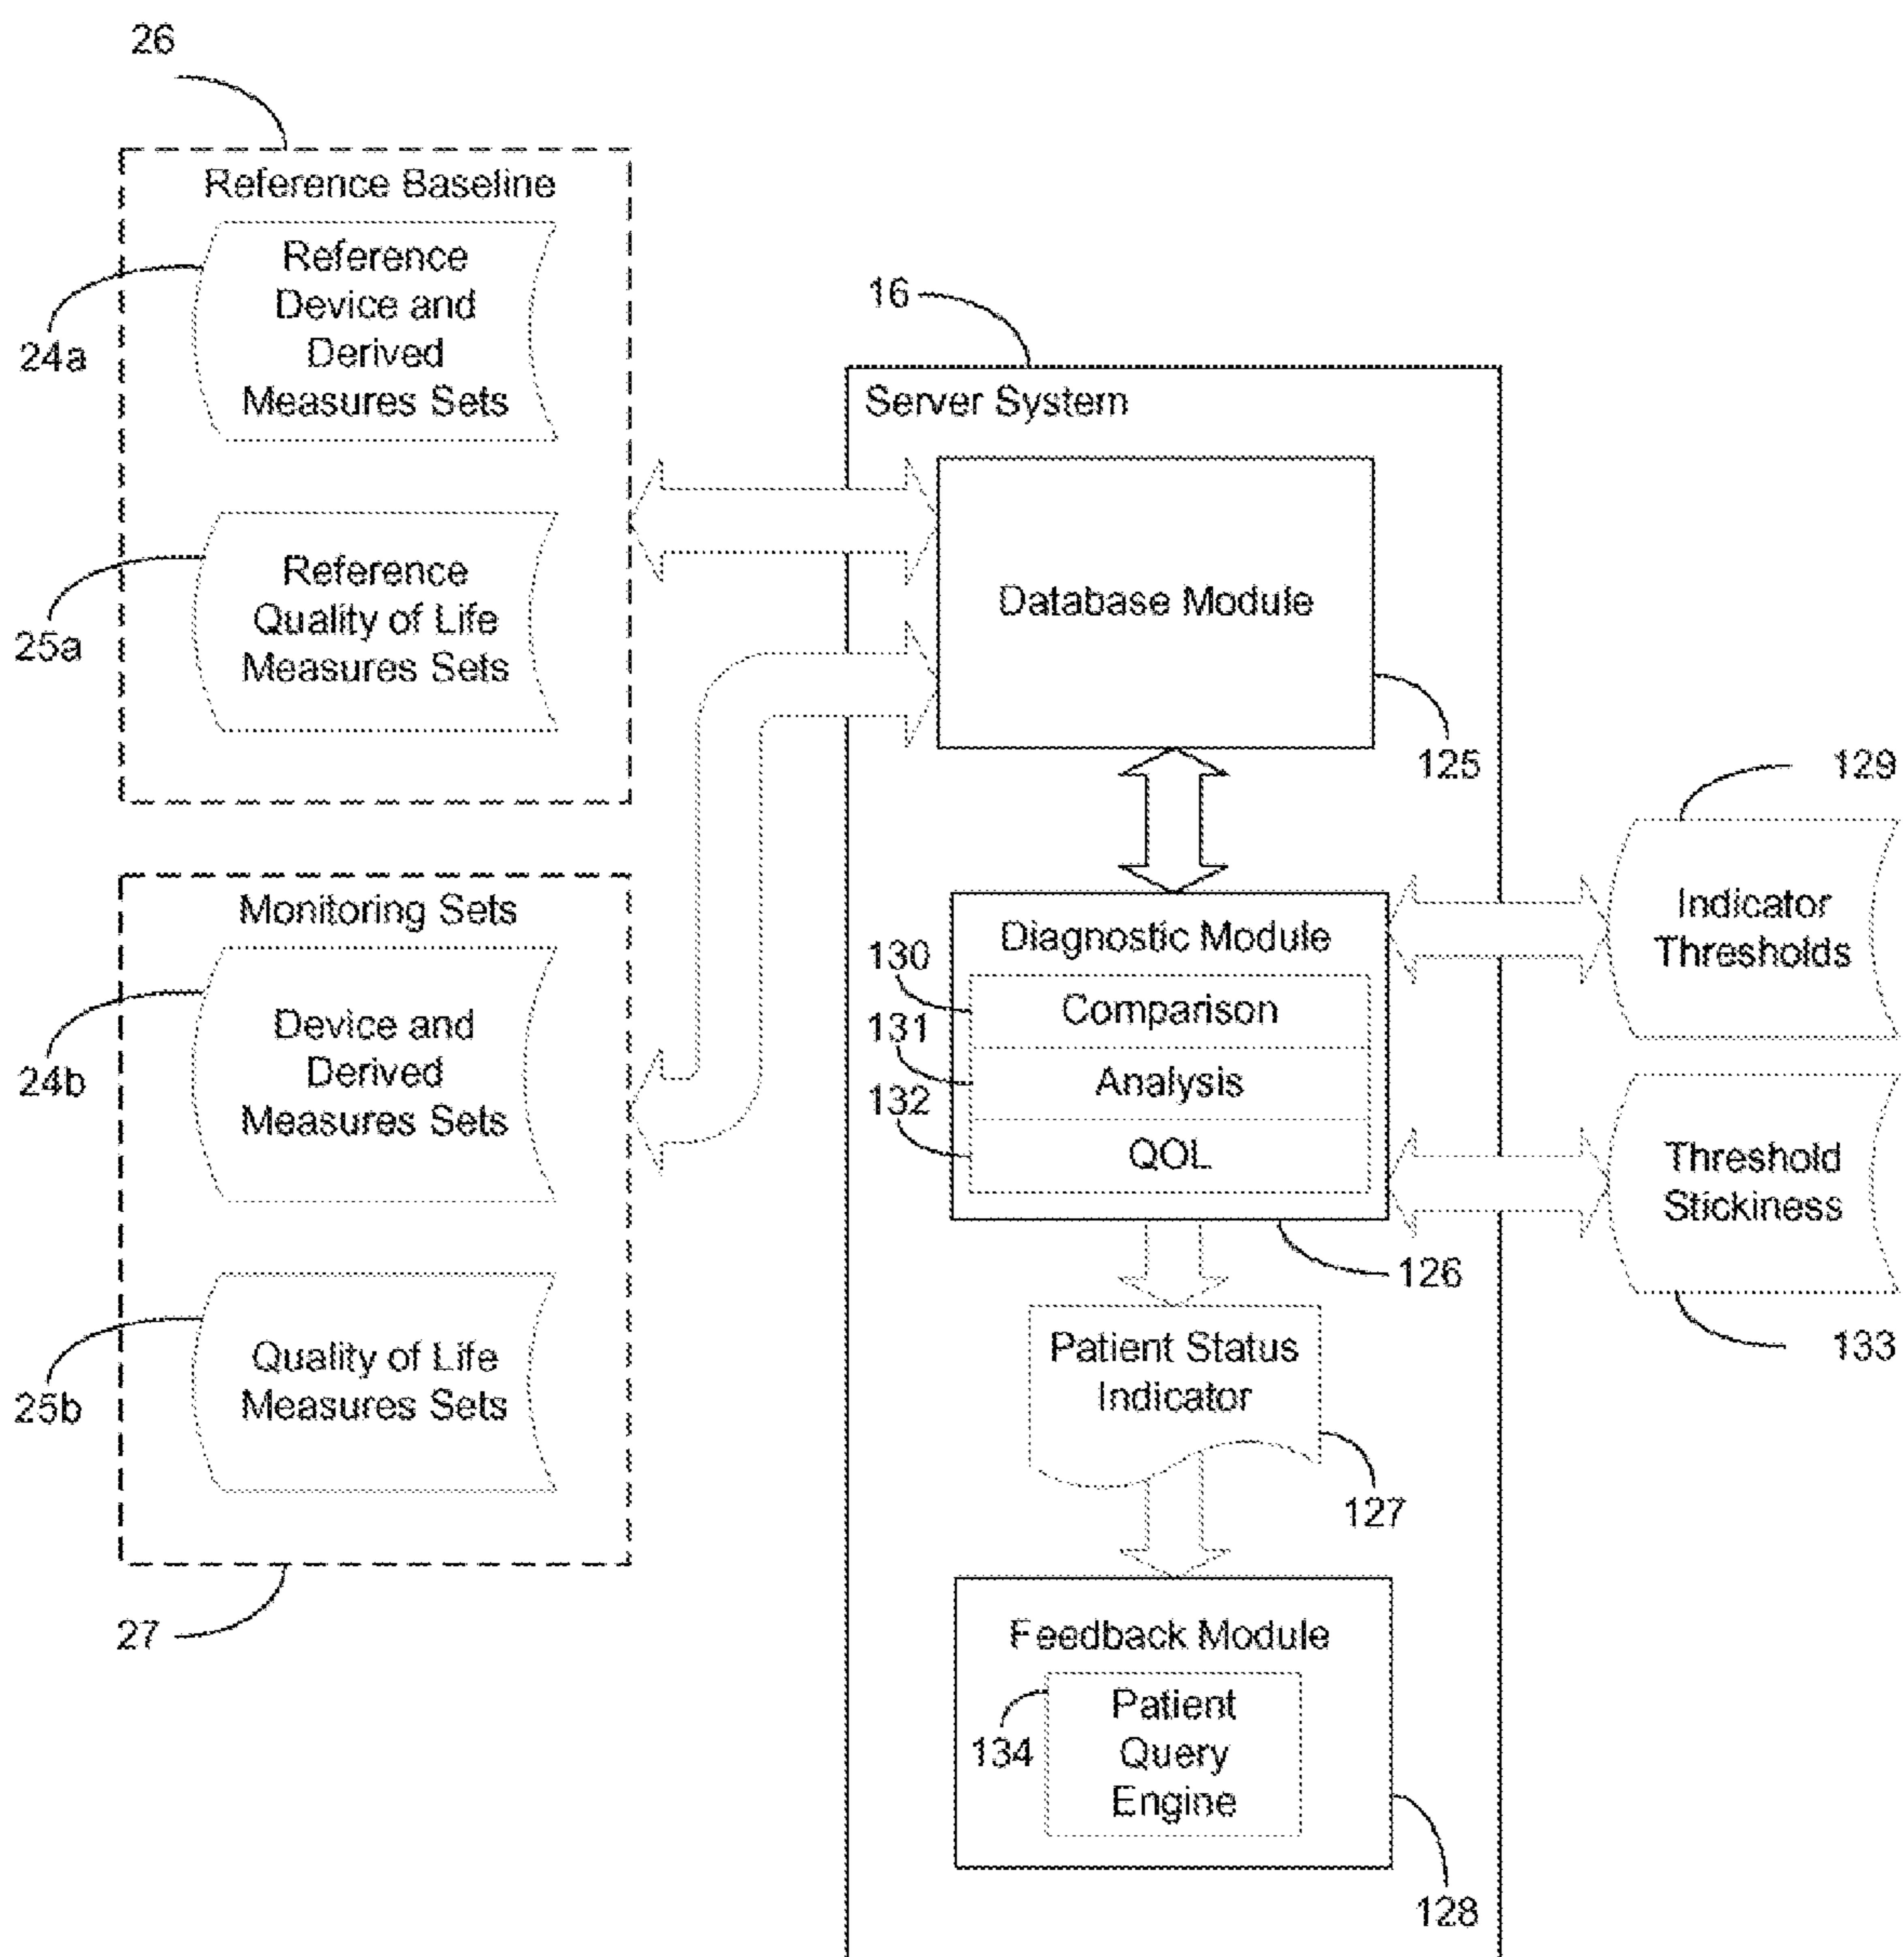 26
Reference Baseline
Reference
Device and
Derived
Measures Sets
24a
Reference
Quality of Life
Measures Sets
25a
Monitoring Sets
Device and
Derived
Measures Sets
24b
Quality of Life
Measures Sets
25b
27
16
Server System
Database Module
125
Diagnostic Module
130
Comparison
131
Analysis
132
QOL
126
Patient Status
Indicator
127
Feedback Module
Patient
Query
Engine
134
128
129
Indicator
Thresholds
Threshold
Stickiness
133